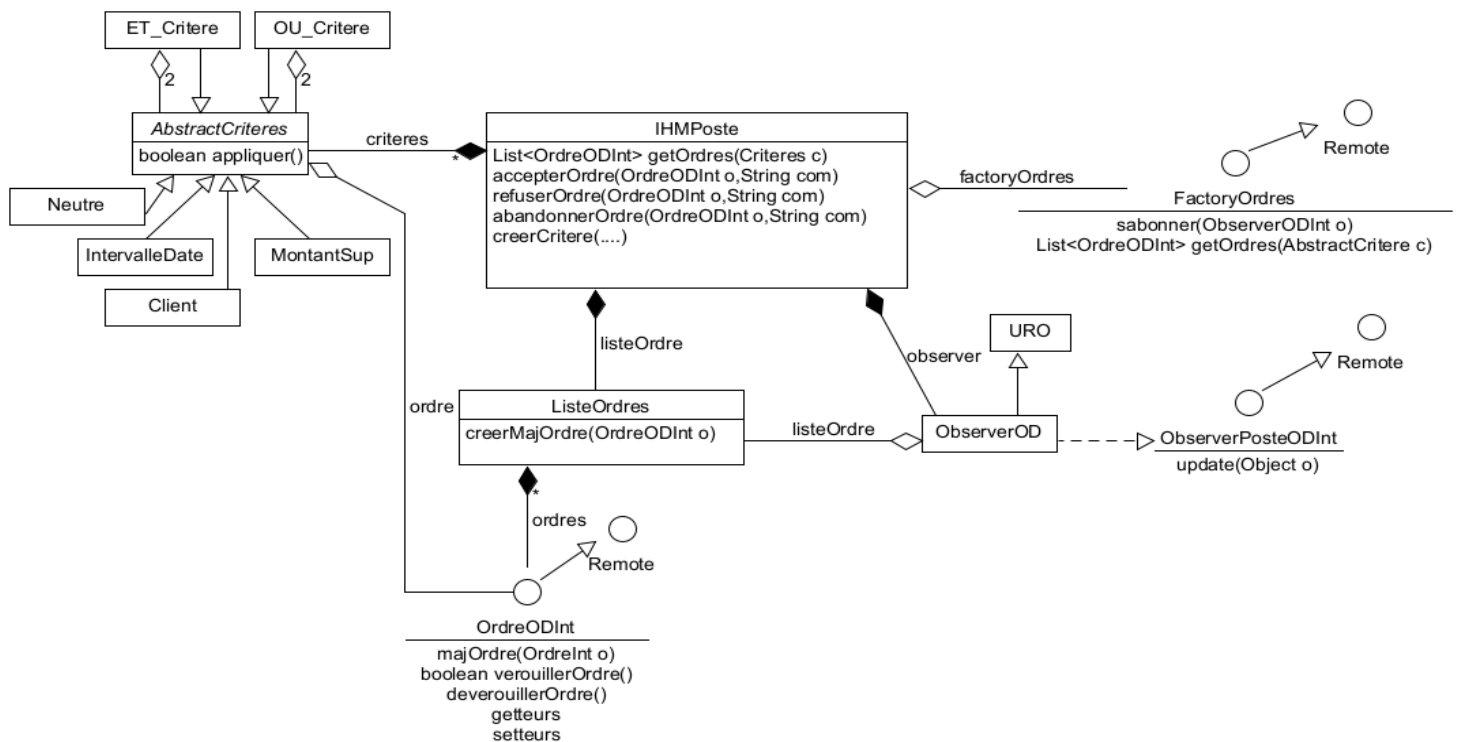 ET_Critere
OU_Critere
2
2
AbstractCriteres
boolean appliquer()
criteres
*
IHMPoste
List<OrdreODInt> getOrdres(Criteres c)
accepterOrdre(OrdreODInt o,String com)
refuserOrdre(OrdreODInt o,String com)
abandonnerOrdre(OrdreODInt o,String com)
creerCritere(....)
factoryOrdres
Remote
FactoryOrdres
sabonner(ObserverODInt o)
List<OrdreODInt> getOrdres(AbstractCritere c)
Neutre
IntervalleDate
MontantSup
Client
listeOrdre
observer
URO
Remote
ordre
ListeOrdres
creerMajOrdre(OrdreODInt o)
listeOrdre
ObserverOD
ObserverPosteODInt
update(Object o)
*
ordres
Remote
OrdreODInt
majOrdre(OrdreInt o)
boolean verouillerOrdre()
deverouillerOrdre()
getteurs
setteurs